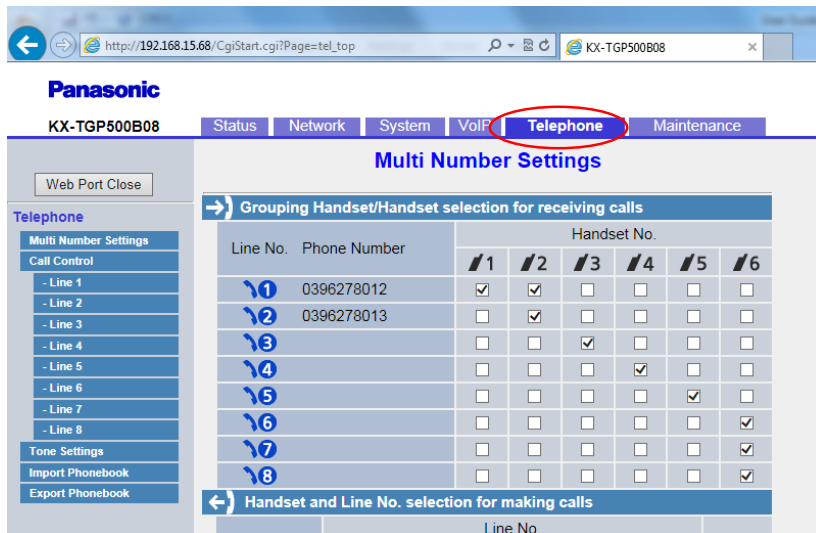 http://192.168.15.68/CgiStart.cgi?Page=tel_top
KX-TGP500B08
Panasonic
KX-TGP500B08
Status Network System VoIP Telephone Maintenance
Web Port Close
Multi Number Settings
Telephone
Multi Number Settings
Call Control
- Line 1
- Line 2
- Line 3
- Line 4
- Line 5
- Line 6
- Line 7
- Line 8
Tone Settings
Import Phonebook
Export Phonebook
Grouping Handset/Handset selection for receiving calls
Line No. Phone Number Handset No.
1 2 3 4 5 6
1 0396278012
2 0396278013
3
4
5
6
7
8
Handset and Line No. selection for making calls
Line No